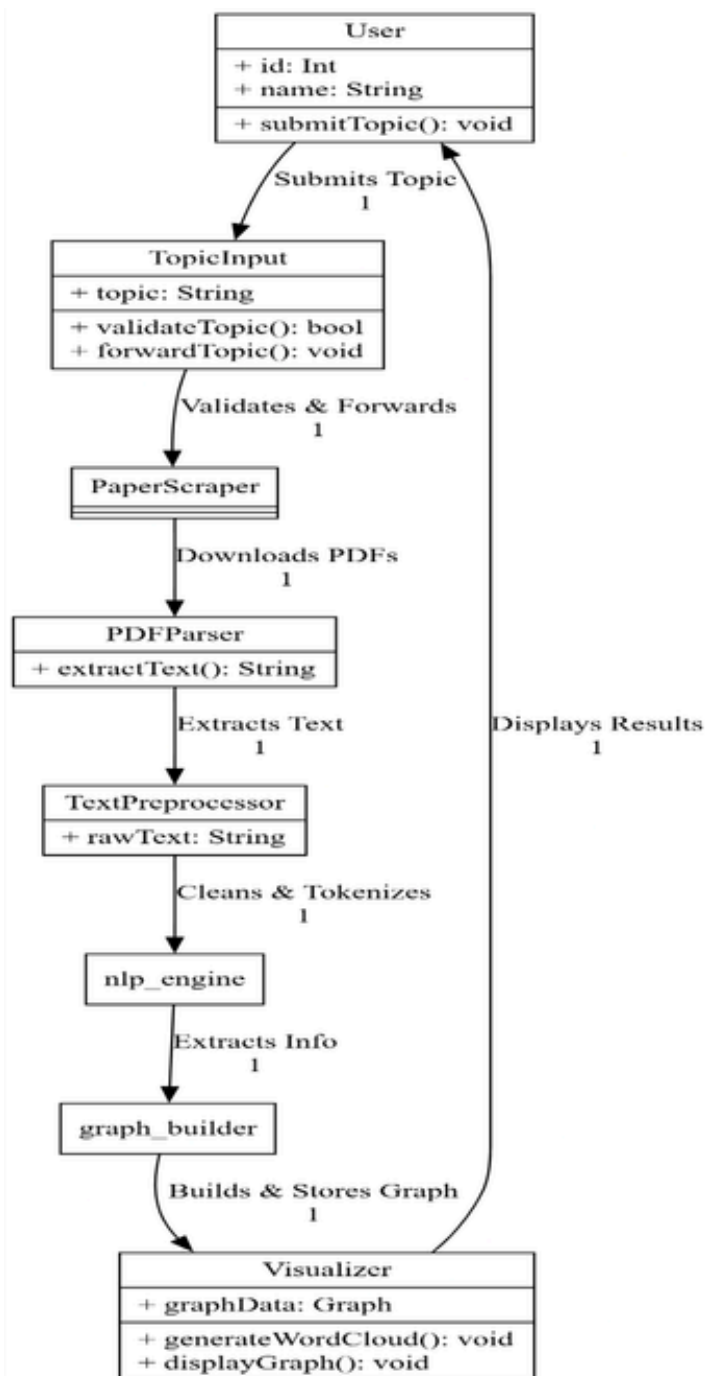 User
+ id: Int
+ name: String
+ submitTopic(): void
Submits Topic
1
TopicInput
+ topic: String
+ validateTopic(): bool
+ forwardTopic(): void
Validates & Forwards
1
PaperScraper
Downloads PDFs
1
PDFParser
+ extractText(): String
Extracts Text
1
Displays Results
1
TextPreprocessor
+ rawText: String
Cleans & Tokenizes
1
nlp_engine
Extracts Info
1
graph_builder
Builds & Stores Graph
1
Visualizer
+ graphData: Graph
+ generateWordCloud(): void
+ displayGraph(): void